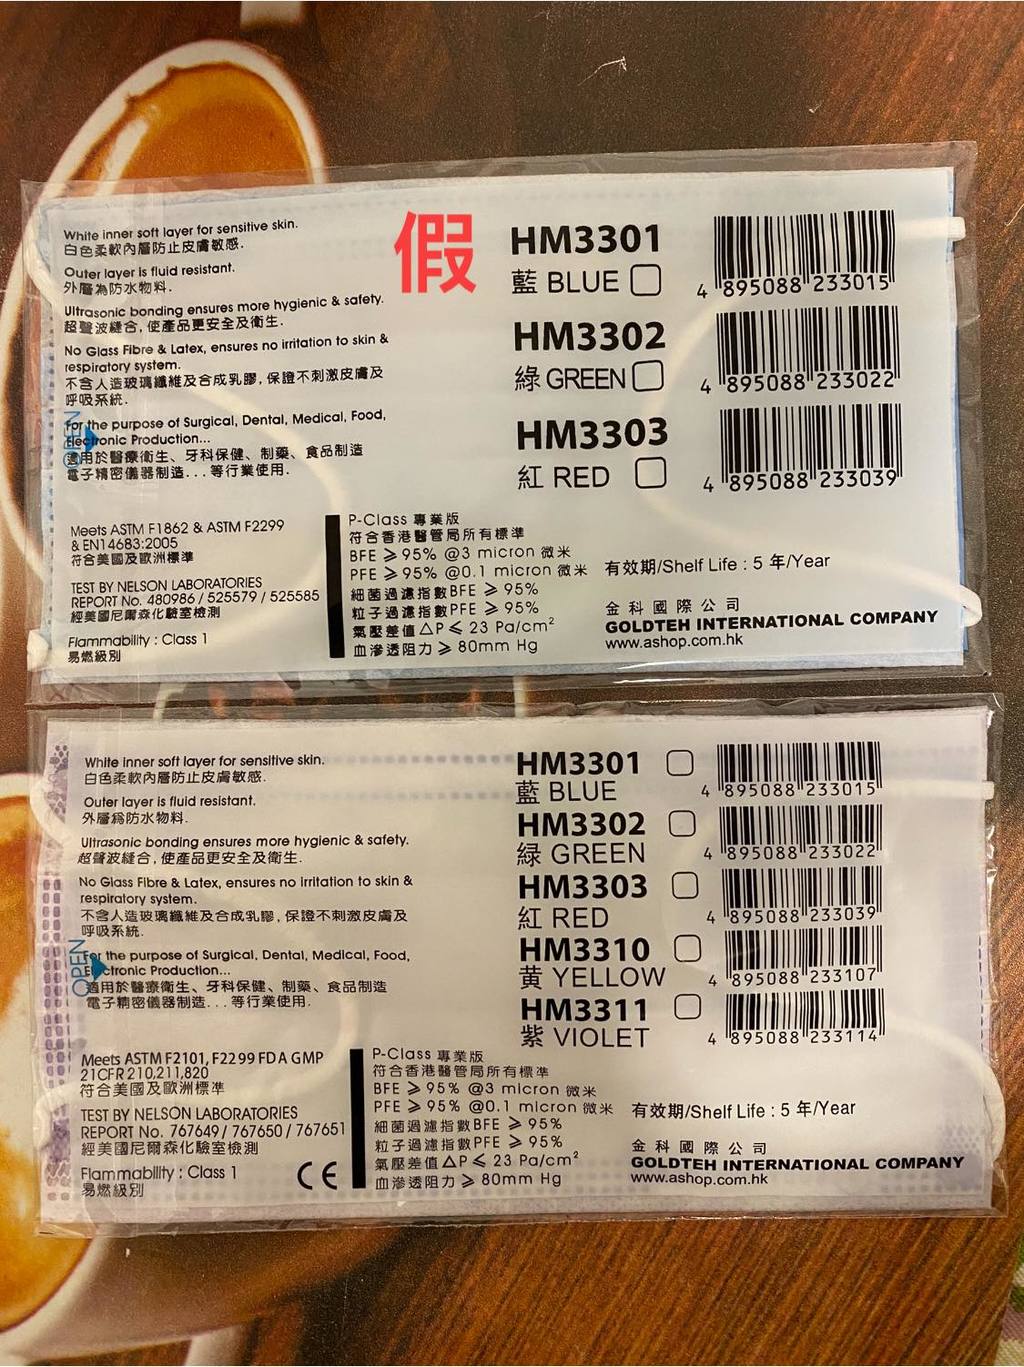 White inner soft layer for sensitive skin.
白色柔軟內層防止皮膚敏感.
Outer layer is fluid resistant.
外層為防水物料.
Ultrasonic bonding ensures more hygienic & safety.
超聲波縫合, 使產品更安全及衛生.
No Glass Fibre & Latex, ensures no irritation to skin &
respiratory system.
不含人造玻璃纖維及合成乳膠, 保證不刺激皮膚及
呼吸系統.
For the purpose of Surgical, Dental, Medical, Food,
Electronic Production...
適用於醫療衛生、牙科保健、制藥、食品制造
電子精密儀器制造...等行業使用.
OPEN
Meets ASTM F1862 & ASTM F2299
& EN14683:2005
符合美國及歐洲標準
TEST BY NELSON LABORATORIES
REPORT No. 480986 / 525579 / 525585
經美國尼爾森化驗室檢測
Flammability : Class 1
易燃級別
假
HM3301
藍 BLUE
4 895088 233015
HM3302
綠 GREEN
4 895088 233022
HM3303
紅 RED
4 895088 233039
P-Class 專業版
符合香港醫管局所有標準
BFE ⩾ 95% @3 micron 微米
PFE ⩾ 95% @0.1 micron 微米
細菌過濾指數BFE ⩾ 95%
粒子過濾指數PFE ⩾ 95%
氣壓差值 △P ⩽ 23 Pa/cm²
血滲透阻力 ⩾ 80mm Hg
有效期/Shelf Life : 5 年/Year
金科國際公司
GOLDTEH INTERNATIONAL COMPANY
www.ashop.com.hk
White inner soft layer for sensitive skin.
白色柔軟內層防止皮膚敏感.
Outer layer is fluid resistant.
外層為防水物料.
Ultrasonic bonding ensures more hygienic & safety.
超聲波縫合, 使產品更安全及衛生.
No Glass Fibre & Latex, ensures no irritation to skin &
respiratory system.
不含人造玻璃纖維及合成乳膠, 保證不刺激皮膚及
呼吸系統.
For the purpose of Surgical, Dental, Medical, Food,
Electronic Production...
適用於醫療衛生、牙科保健、制藥、食品制造
電子精密儀器制造...等行業使用.
OPEN
Meets ASTM F2101, F2299 FDA GMP
21CFR 210,211,820
符合美國及歐洲標準
TEST BY NELSON LABORATORIES
REPORT No. 767649 / 767650 / 767651
經美國尼爾森化驗室檢測
Flammability : Class 1
易燃級別
CE
HM3301
藍 BLUE
4 895088 233015
HM3302
綠 GREEN
4 895088 233022
HM3303
紅 RED
4 895088 233039
HM3310
黄 YELLOW
4 895088 233107
HM3311
紫 VIOLET
4 895088 233114
P-Class 專業版
符合香港醫管局所有標準
BFE ⩾ 95% @3 micron 微米
PFE ⩾ 95% @0.1 micron 微米
細菌過濾指數BFE ⩾ 95%
粒子過濾指數PFE ⩾ 95%
氣壓差值 △P ⩽ 23 Pa/cm²
血滲透阻力 ⩾ 80mm Hg
有效期/Shelf Life : 5 年/Year
金科國際公司
GOLDTEH INTERNATIONAL COMPANY
www.ashop.com.hk